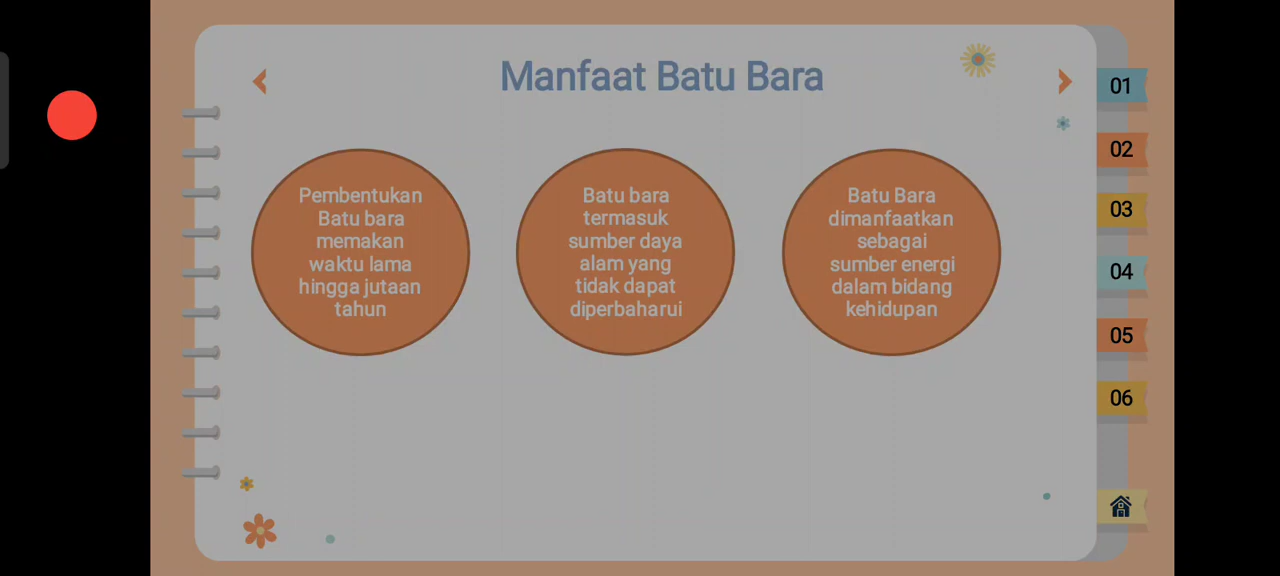 Manfaat Batu Bara
Pembentukan
Batu bara
memakan
waktu lama
hingga jutaan
tahun
Batu bara
termasuk
sumber daya
alam yang
tidak dapat
diperbaharui
Batu Bara
dimanfaatkan
sebagai
sumber energi
dalam bidang
kehidupan
01
02
03
04
05
06